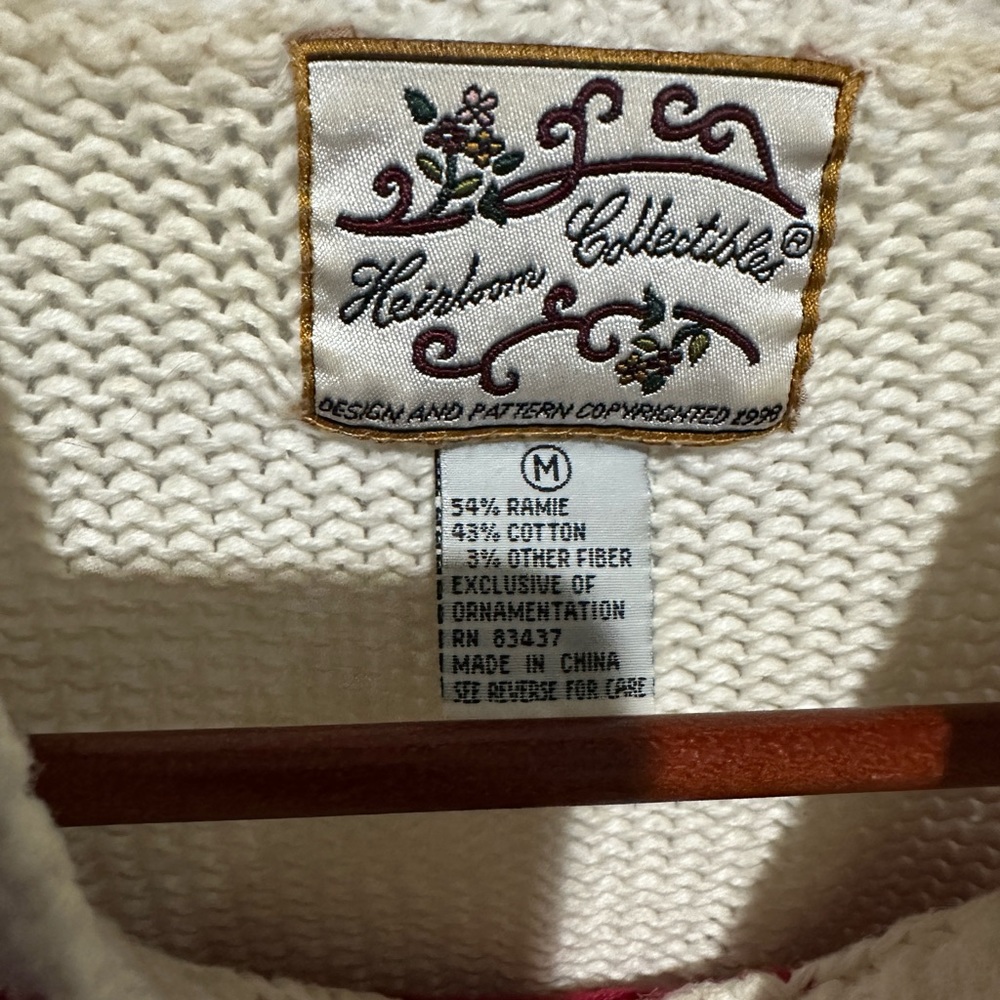 Heirloom Collectibles®
DESIGN AND PATTERN COPYRIGHTED 1998
M
54% RAMIE
43% COTTON
3% OTHER FIBER
EXCLUSIVE OF
ORNAMENTATION
RN 83437
MADE IN CHINA
SEE REVERSE FOR CARE